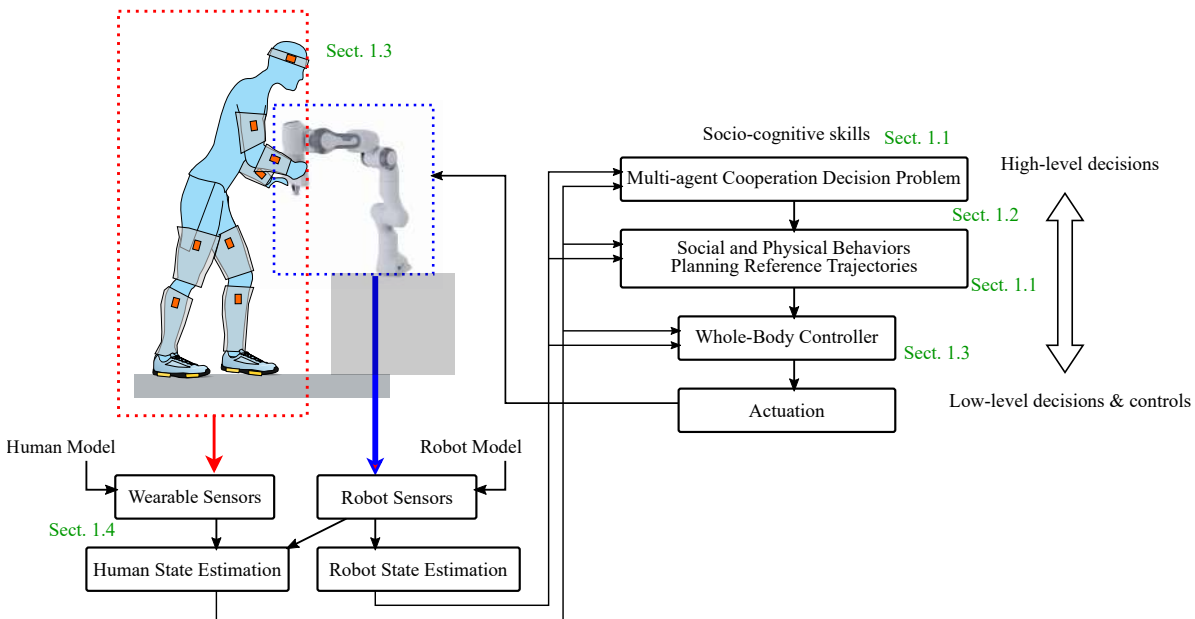 Sect. 1.3
Socio-cognitive skills
Sect. 1.1
Multi-agent Cooperation Decision Problem
High-level decisions
Sect. 1.2
Social and Physical Behaviors
Planning Reference Trajectories
Sect. 1.1
Whole-Body Controller
Sect. 1.3
Actuation
Low-level decisions & controls
Human Model
Robot Model
Wearable Sensors
Robot Sensors
Sect. 1.4
Human State Estimation
Robot State Estimation